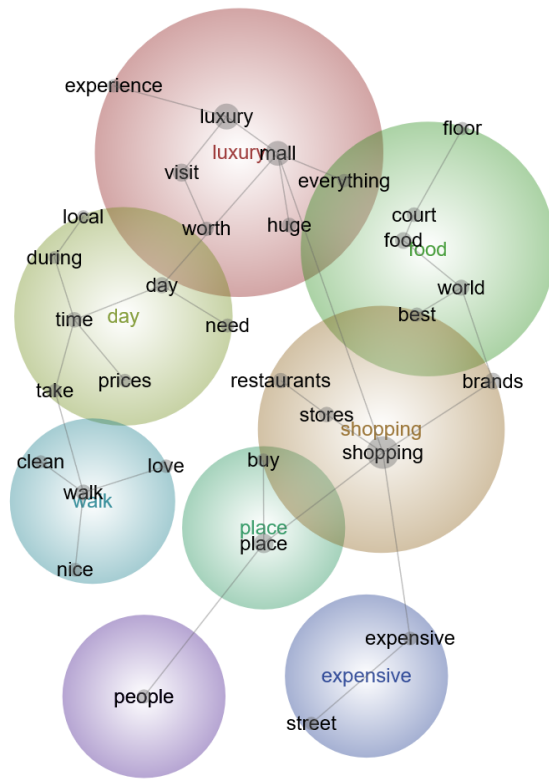 experience
luxury
floor
luxury
mall
visit
everything
local
court
worth
huge
food
food
during
day
world
time
day
need
best
take
prices
restaurants
brands
stores
shopping
shopping
clean
love
buy
walk
walk
place
place
nice
expensive
expensive
people
street